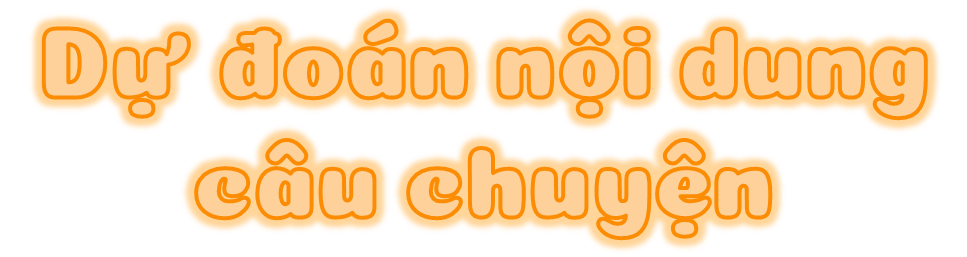 Dự đoán nội dung
câu chuyện